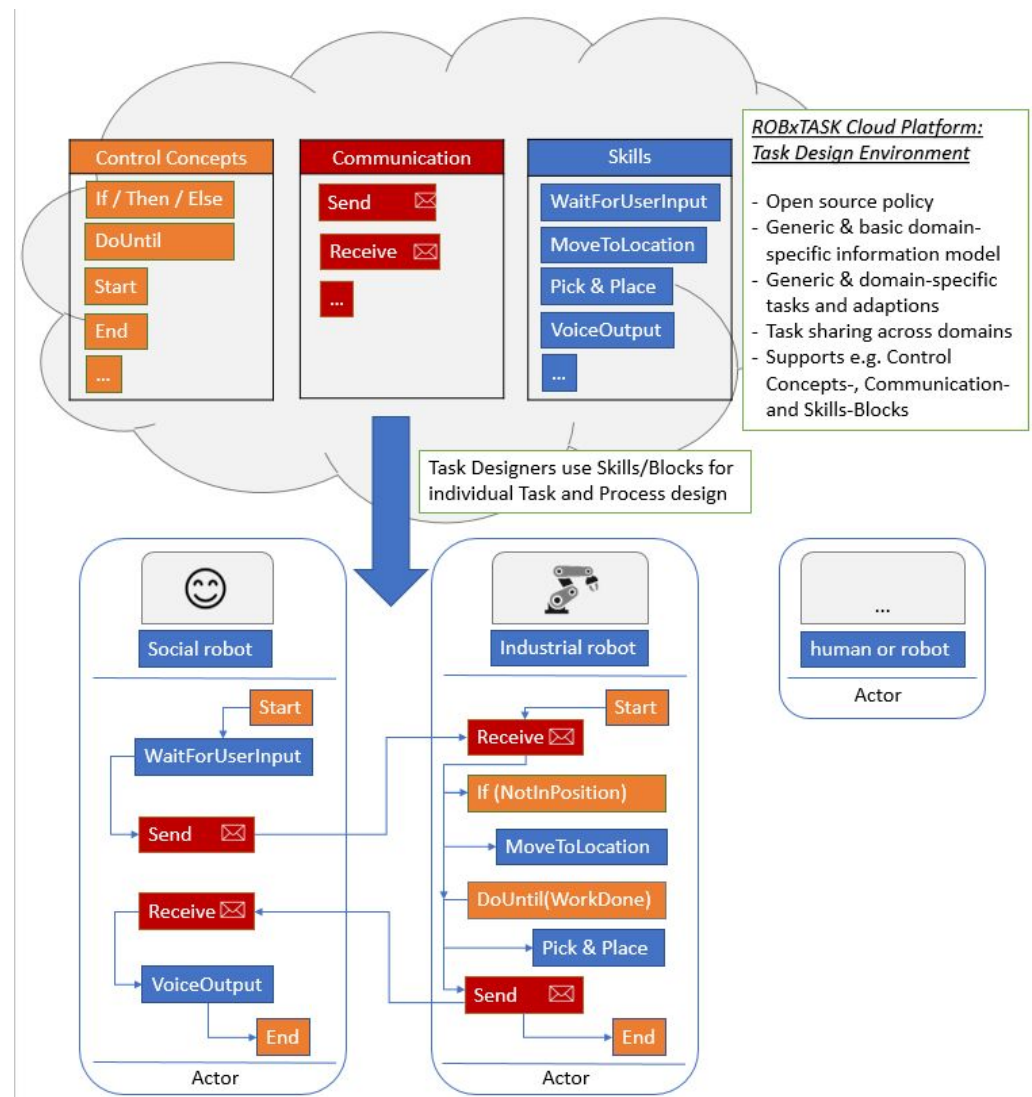 Control Concepts
If / Then / Else
DoUntil
Start
End
...
Communication
Send
Receive
...
Skills
WaitForUserInput
MoveToLocation
Pick & Place
VoiceOutput
...
ROBxTASK Cloud Platform:
Task Design Environment
- Open source policy
- Generic & basic domain-
specific information model
- Generic & domain-specific
tasks and adaptions
- Task sharing across domains
- Supports e.g. Control
Concepts-, Communication-
and Skills-Blocks
Task Designers use Skills/Blocks for
individual Task and Process design
Social robot
Start
WaitForUserInput
Send
Receive
VoiceOutput
End
Actor
Industrial robot
Start
Receive
If (NotInPosition)
MoveToLocation
DoUntil(WorkDone)
Pick & Place
Send
End
Actor
...
human or robot
Actor